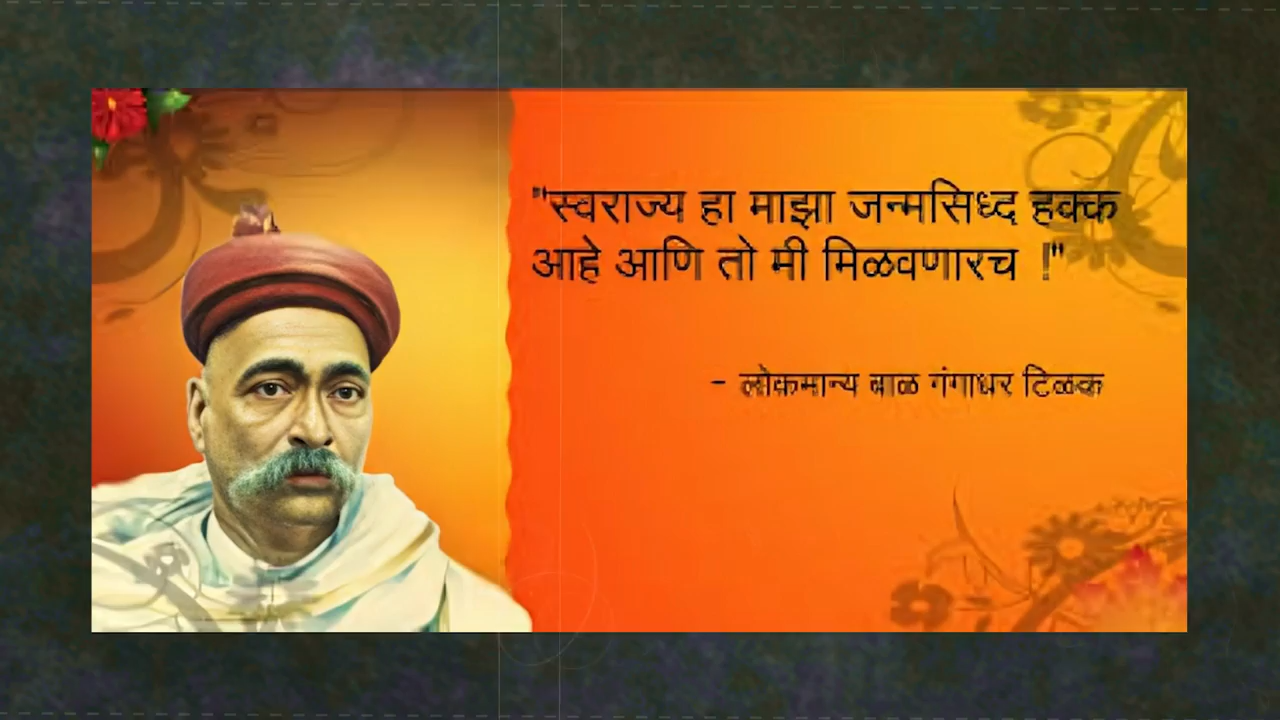 "स्वराज्य हा माझा जन्मसिध्द हक्क
आहे आणि तो मी मिळवणारच !"
- लोकमान्य बाळ गंगाधर टिळक